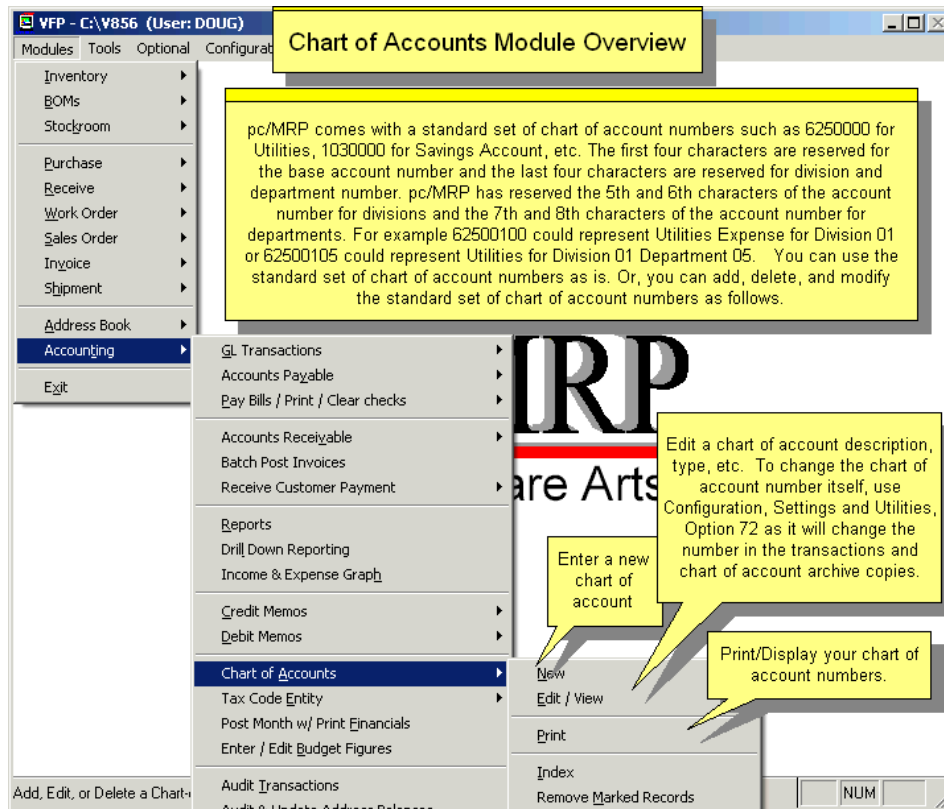 VFP - C:\V856 (User: DOUG)
Chart of Accounts Module Overview
Modules Tools Optional
Inventory
BOMs
Stockroom
Purchase
Receive
Work Order
Sales Order
Invoice
Shipment
Address Book
Accounting
Exit
pc/MRP comes with a standard set of chart of account numbers such as 6250000 for
Utilities, 1030000 for Savings Account, etc. The first four characters are reserved for
the base account number and the last four characters are reserved for division and
department number. pc/MRP has reserved the 5th and 6th characters of the account
number for divisions and the 7th and 8th characters of the account number for
departments. For example 62500100 could represent Utilities Expense for Division 01
or 62500105 could represent Utilities for Division 01 Department 05. You can use the
standard set of chart of account numbers as is. Or, you can add, delete, and modify
the standard set of chart of account numbers as follows.
GL Transactions
Accounts Payable
Pay Bills / Print / Clear checks
Accounts Receivable
Batch Post Invoices
Receive Customer Payment
Reports
Drill Down Reporting
Income & Expense Graph
Credit Memos
Debit Memos
Chart of Accounts
Tax Code Entity
Post Month w/ Print Financials
Enter / Edit Budget Figures
Audit Transactions
Audit & Update Address Balances
MRP
are Arts
Edit a chart of account description,
type, etc. To change the chart of
account number itself, use
Configuration, Settings and Utilities,
Option 72 as it will change the
number in the transactions and
chart of account archive copies.
Enter a new
chart of
account
Print/Display your chart of
account numbers.
New
Edit / View
Print
Index
Remove Marked Records
Add, Edit, or Delete a Chart-
NUM